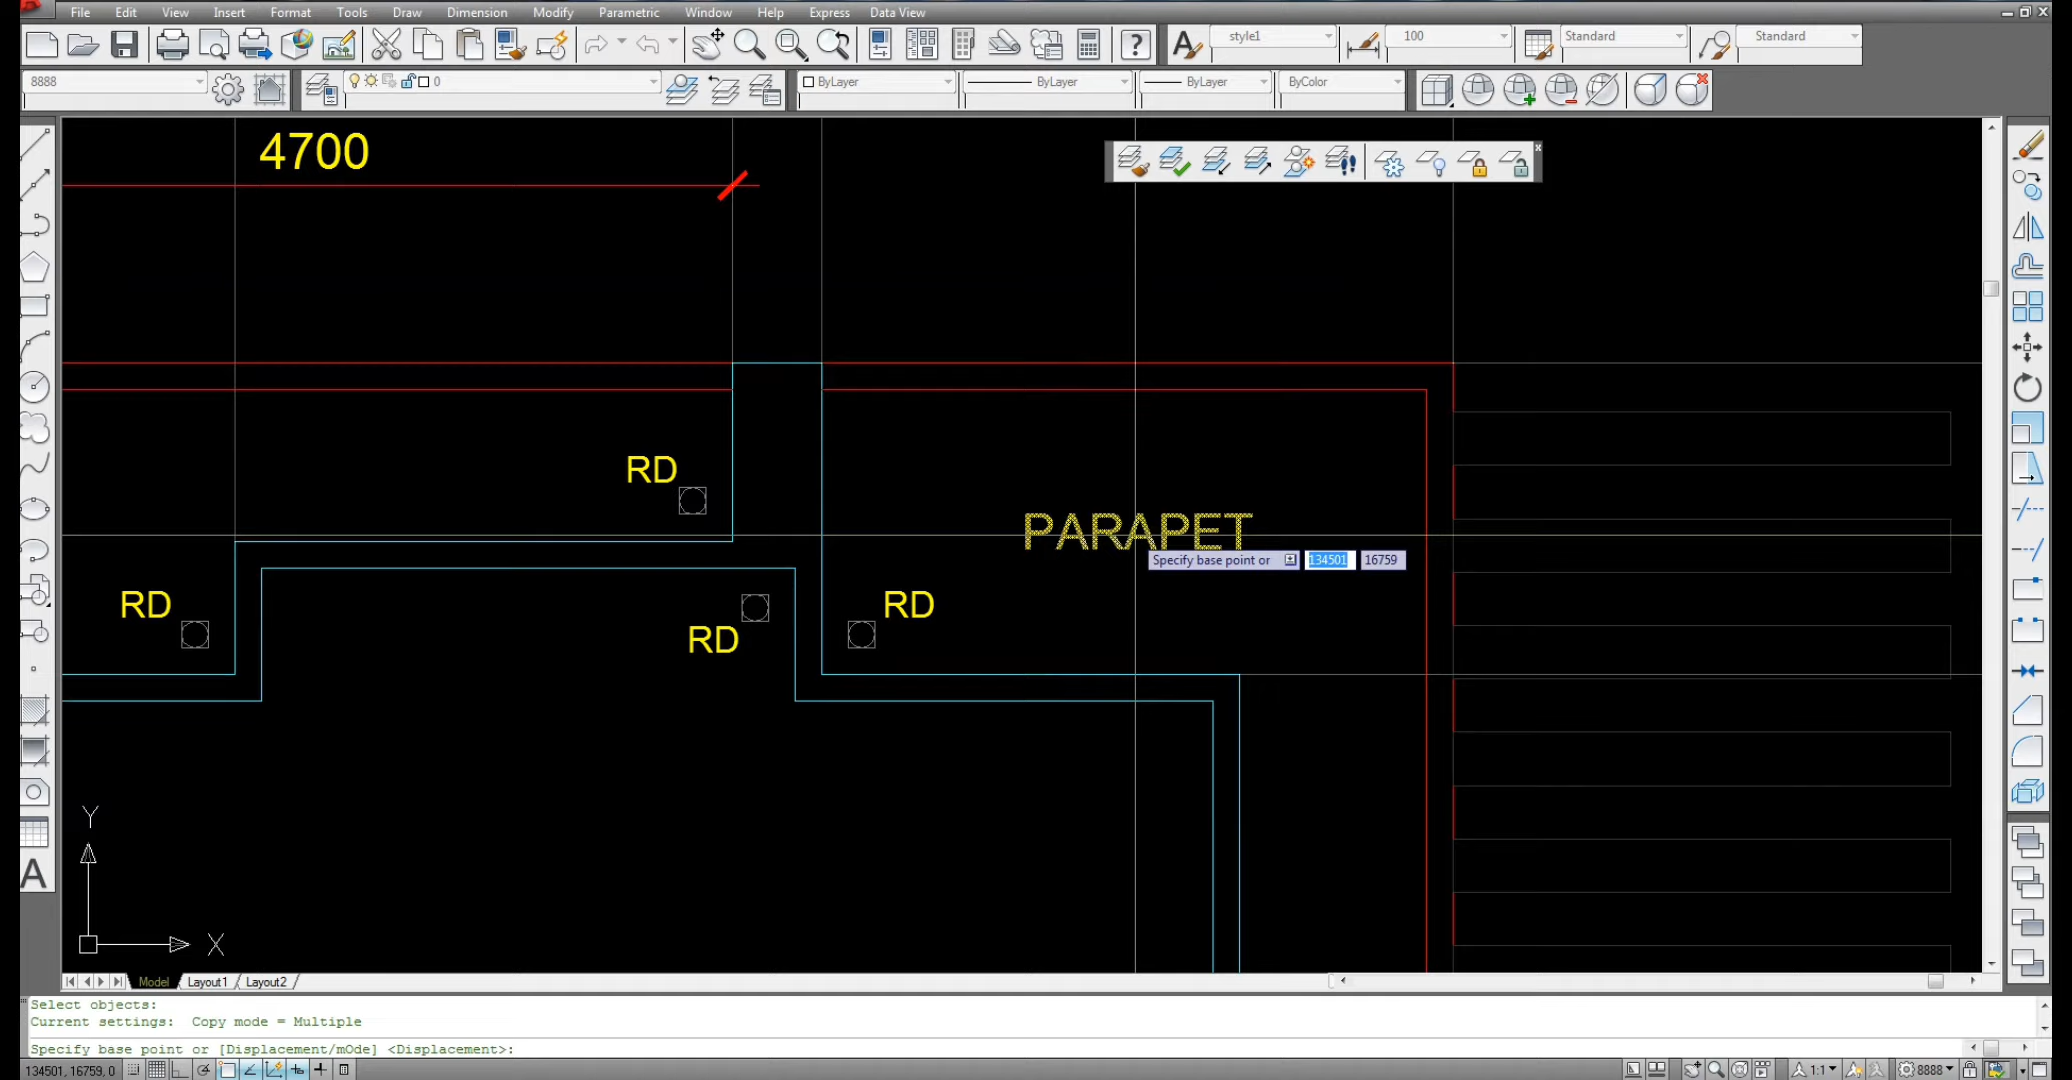 File Edit View Insert Format Tools Draw Dimension Modify Parametric Window Help Express Data View
style1 100 Standard Standard
8888 0 ByLayer ByLayer ByLayer ByColor
4700
RD
PARAPET
Specify base point or 134501 16759
RD RD
RD
Y
X
A
Model Layout1 Layout2
Select objects:
Current settings: Copy mode = Multiple
Specify base point or [Displacement/mOde] <Displacement>:
134501, 16759, 0 1:1 8888